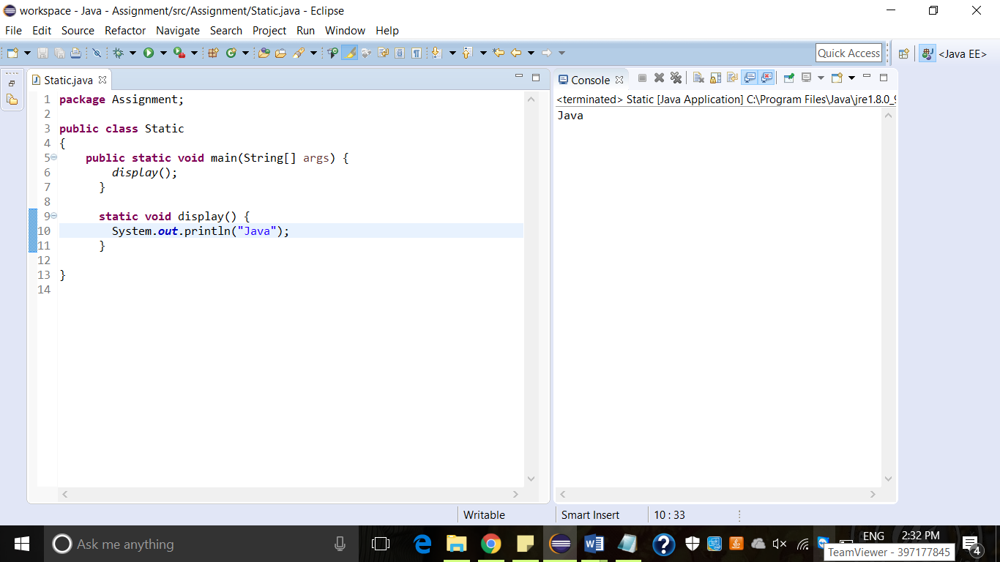 workspace - Java - Assignment/src/Assignment/Static.java - Eclipse
File Edit Source Refactor Navigate Search Project Run Window Help
Quick Access
<Java EE>
Static.java
1 package Assignment;
2
3 public class Static
4 {
5 public static void main(String[] args) {
6 display();
7 }
8
9 static void display() {
10 System.out.println("Java");
11 }
12
13 }
14
Console
<terminated> Static [Java Application] C:\Program Files\Java\jre1.8.0_9
Java
Writable
Smart Insert
10 : 33
Ask me anything
ENG
2:32 PM
TeamViewer - 397177845
4